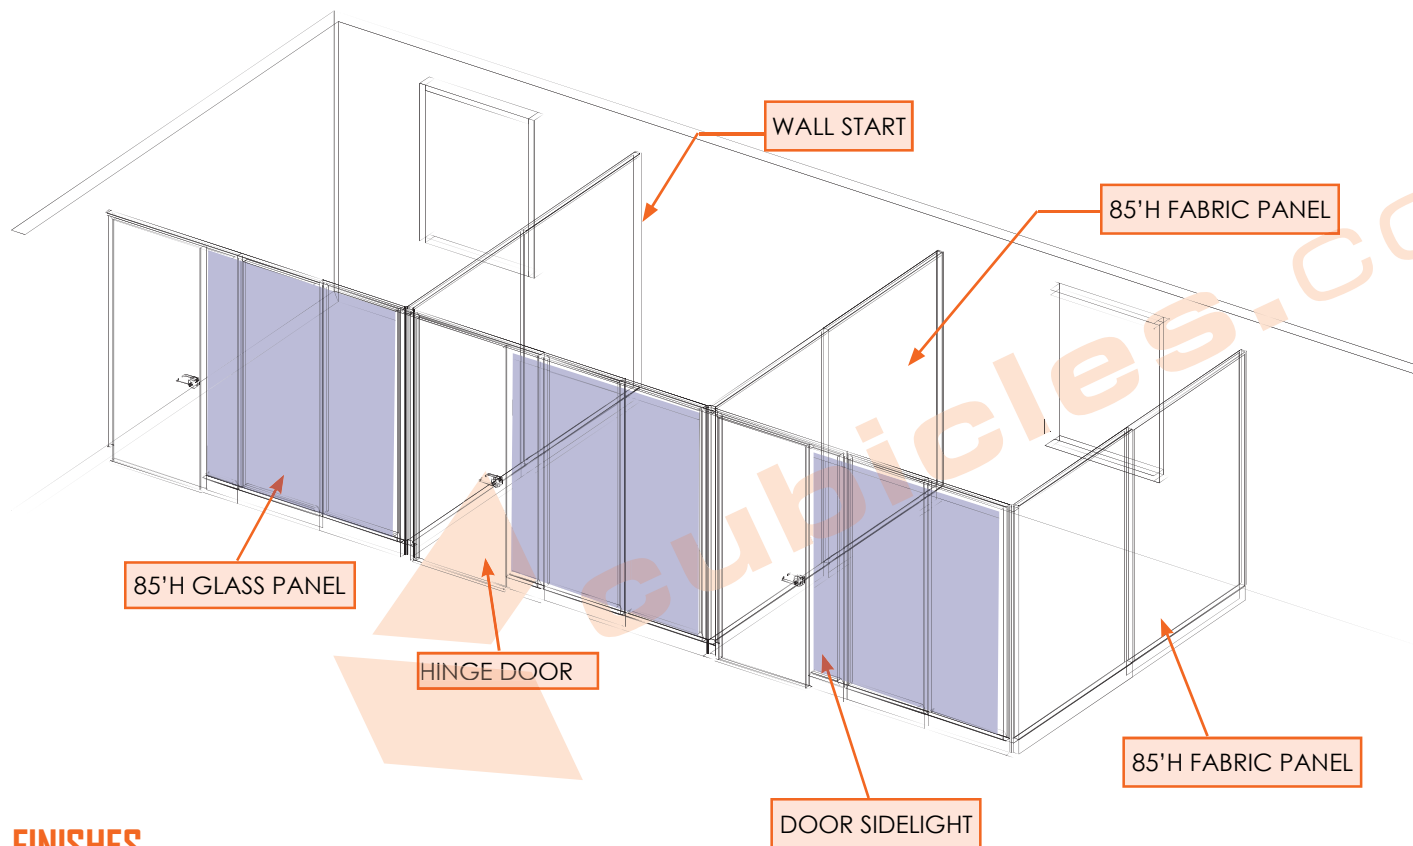 WALL START
85'H FABRIC PANEL
cubicles.co
85'H GLASS PANEL
HINGE DOOR
85'H FABRIC PANEL
DOOR SIDELIGHT
FINISHES